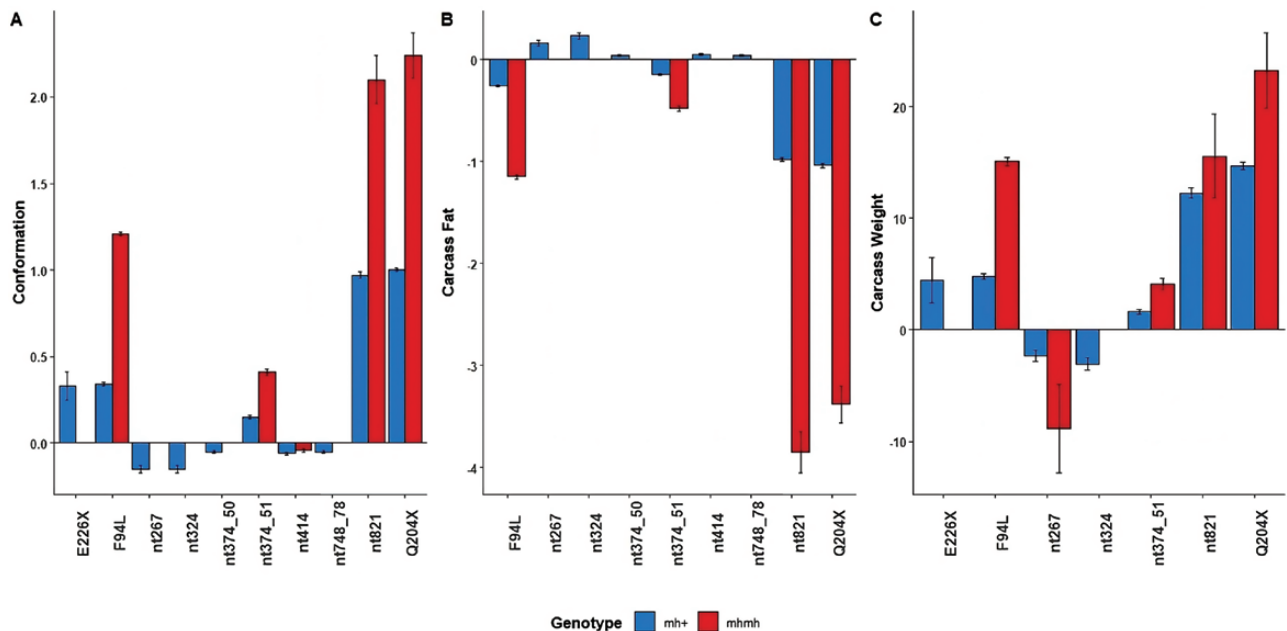 A
Conformation
2.0
1.5
1.0
0.5
0.0
E226X
F94L
nt267
nt324
nt374_50
nt374_51
nt414
nt748_78
nt821
Q204X
B
Carcass Fat
0
-1
-2
-3
-4
F94L
nt267
nt324
nt374_50
nt374_51
nt414
nt748_78
nt821
Q204X
C
Carcass Weight
20
10
0
-10
E226X
F94L
nt267
nt324
nt374_51
nt821
Q204X
Genotype mh+ mhmh